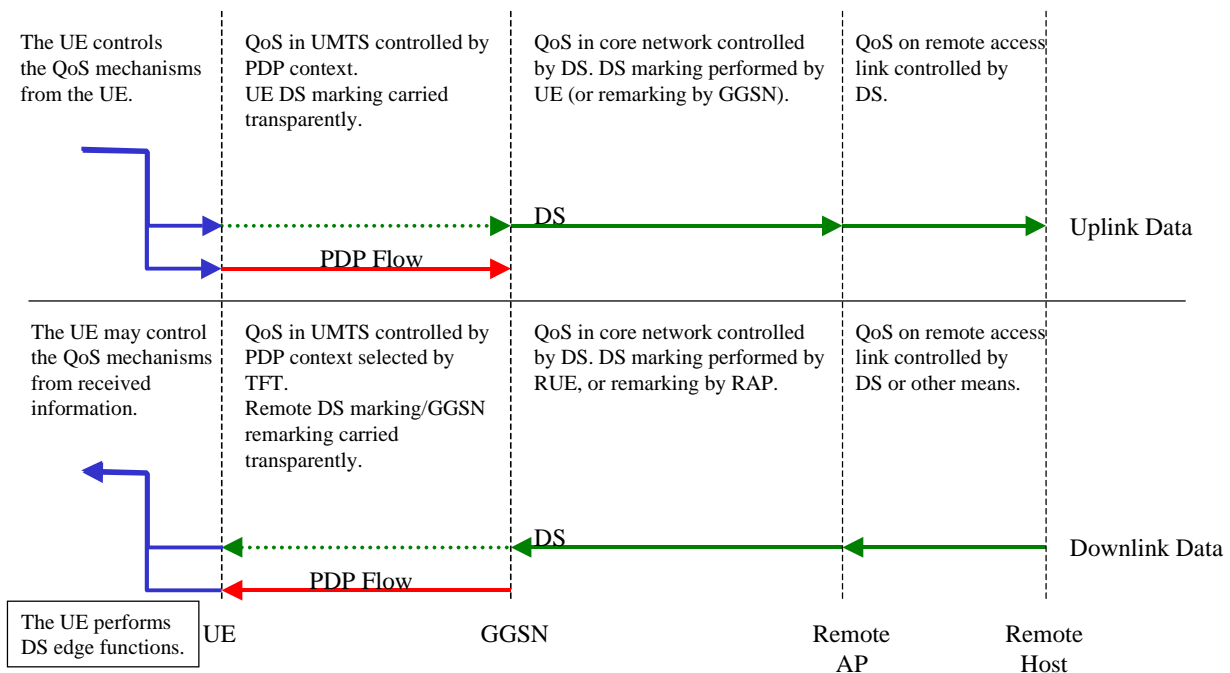 The UE controls
the QoS mechanisms
from the UE.
QoS in UMTS controlled by
PDP context.
UE DS marking carried
transparently.
QoS in core network controlled
by DS. DS marking performed by
UE (or remarking by GGSN).
QoS on remote access
link controlled by
DS.
DS
Uplink Data
PDP Flow
The UE may control
the QoS mechanisms
from received
information.
QoS in UMTS controlled by
PDP context selected by
TFT.
Remote DS marking/GGSN
remarking carried
transparently.
QoS in core network controlled
by DS. DS marking performed by
RUE, or remarking by RAP.
QoS on remote access
link controlled by
DS or other means.
DS
Downlink Data
PDP Flow
The UE performs
DS edge functions.
UE
GGSN
Remote
AP
Remote
Host